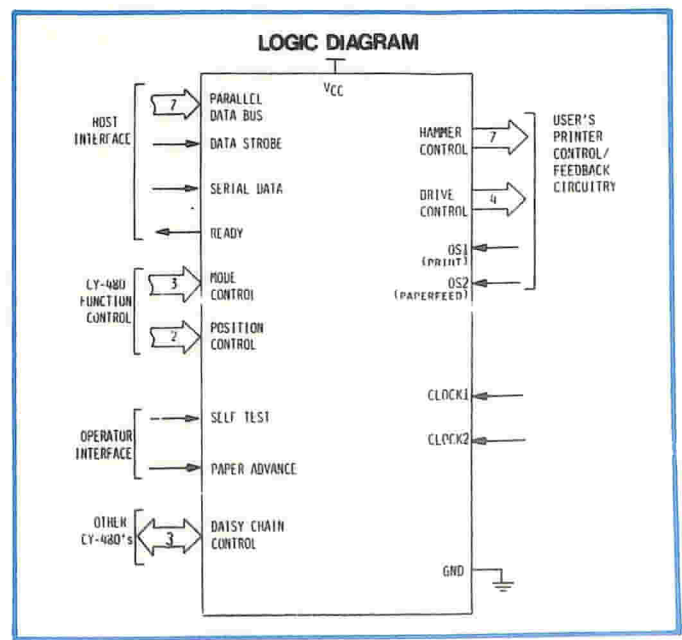 LOGIC DIAGRAM
VCC
HOST
INTERFACE
7
PARALLEL
DATA BUS
DATA STROBE
SERIAL DATA
READY
CY-480
FUNCTION
CONTROL
3
MODE
CONTROL
2
POSITION
CONTROL
OPERATOR
INTERFACE
SELF TEST
PAPER ADVANCE
OTHER
CY-480's
3
DAISY CHAIN
CONTROL
HAMMER
CONTROL
7
DRIVE
CONTROL
4
OS1
(PRINT)
OS2
(PAPERFEED)
USER'S
PRINTER
CONTROL/
FEEDBACK
CIRCUITRY
CLOCK1
CLOCK2
GND